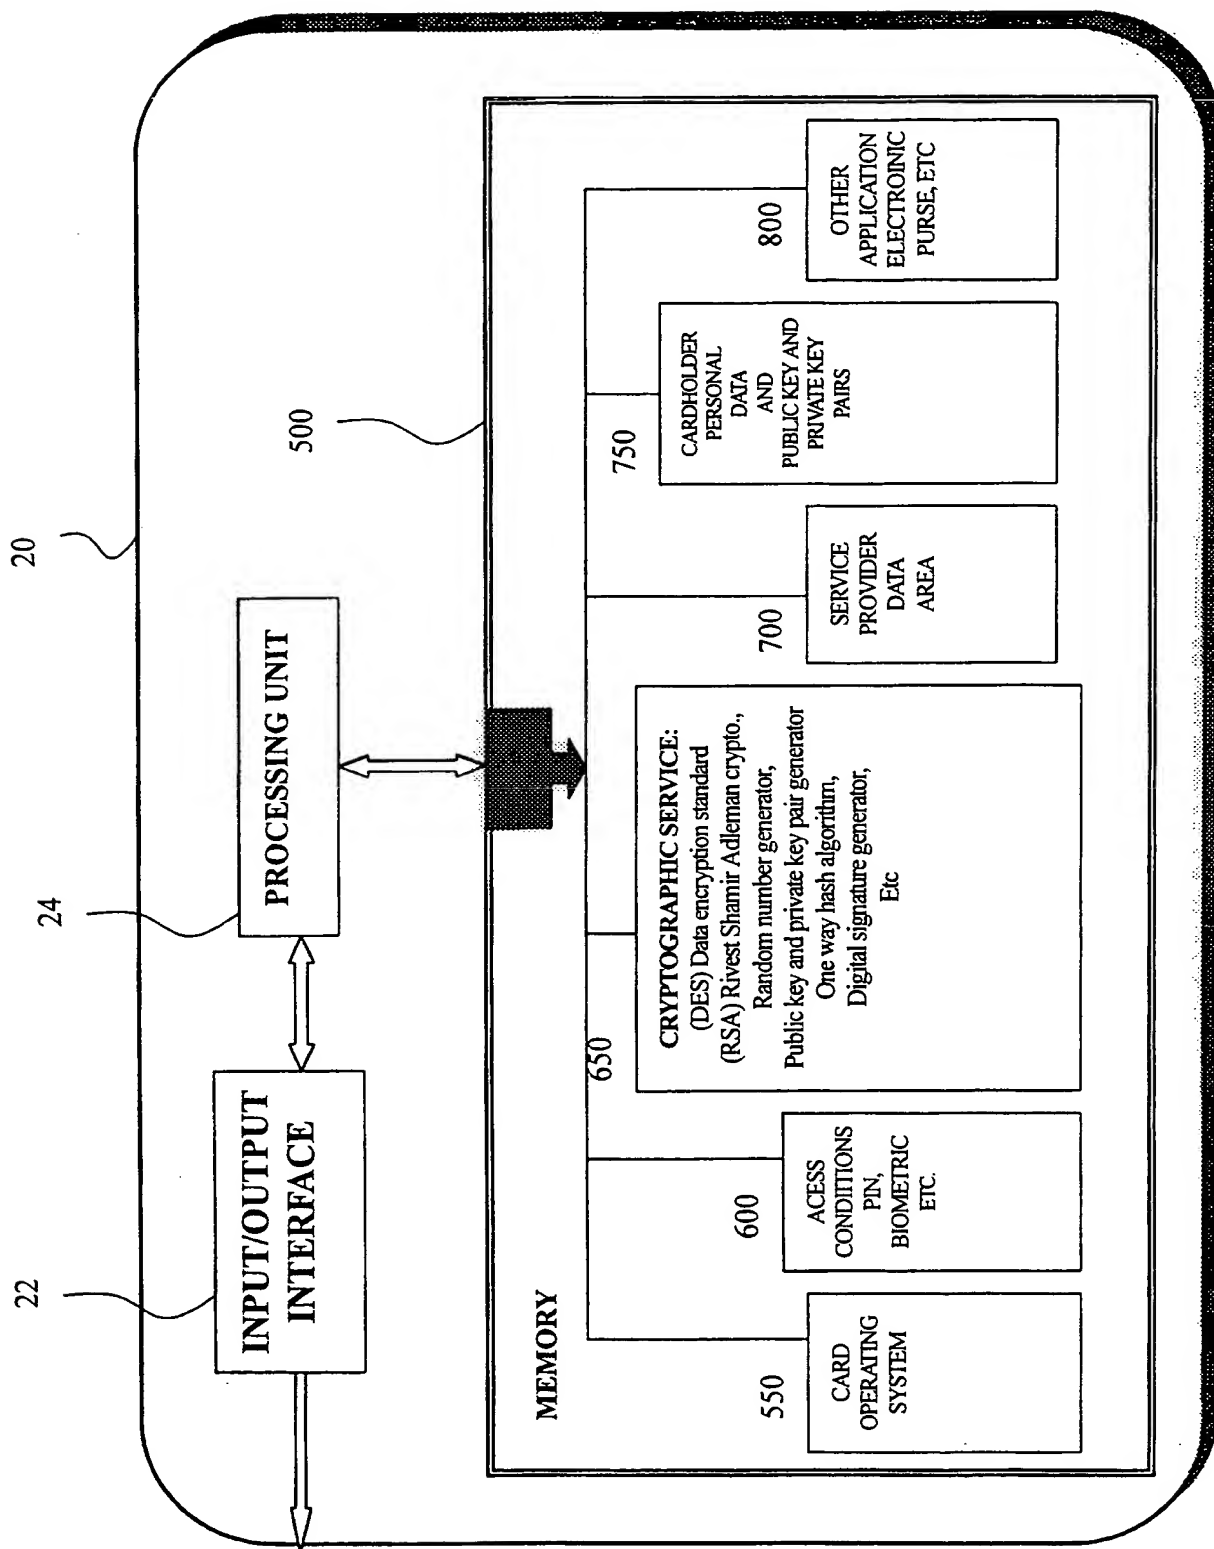 20
22
24
INPUT/OUTPUT
INTERFACE
PROCESSING UNIT
500
MEMORY
550
CARD
OPERATING
SYSTEM
600
ACESS
CONDITIONS
PIN,
BIOMETRIC
ETC.
650
CRYPTOGRAPHIC SERVICE:
(DES) Data encryption standard
(RSA) Rivest Shamir Adleman crypto.,
Random number generator,
Public key and private key pair generator
One way hash algorithm,
Digital signature generator,
Etc
700
SERVICE
PROVIDER
DATA
AREA
750
CARDHOLDER
PERSONAL
DATA
AND
PUBLIC KEY AND
PRIVATE KEY
PAIRS
800
OTHER
APPLICATION
ELECTROINIC
PURSE, ETC